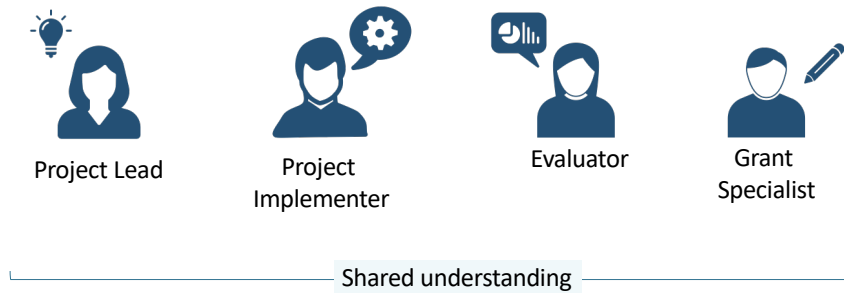 Project Lead
Project
Implementer
Evaluator
Grant
Specialist
Shared understanding